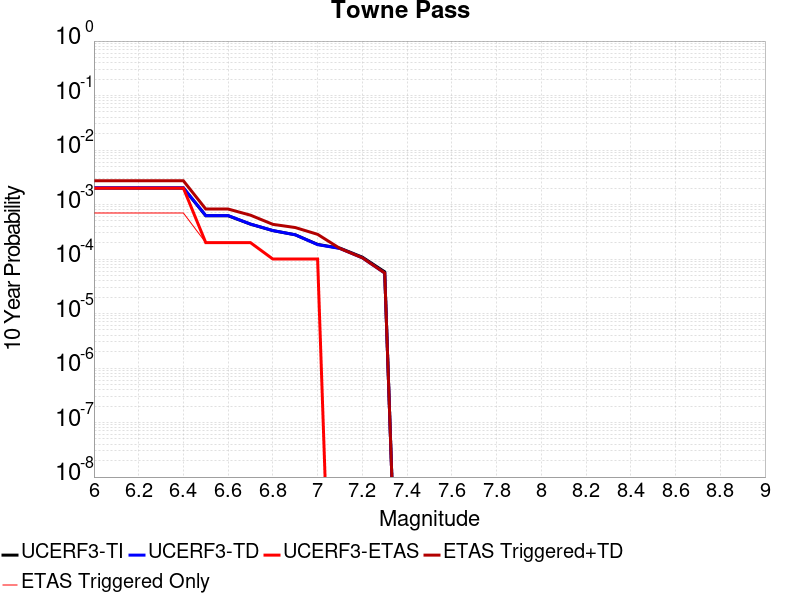 Towne Pass
10^0
10^-1
10^-2
10^-3
10^-4
10^-5
10^-6
10^-7
10^-8
10 Year Probability
6 6.2 6.4 6.6 6.8 7 7.2 7.4 7.6 7.8 8 8.2 8.4 8.6 8.8 9
Magnitude
UCERF3-TI UCERF3-TD UCERF3-ETAS ETAS Triggered+TD
ETAS Triggered Only